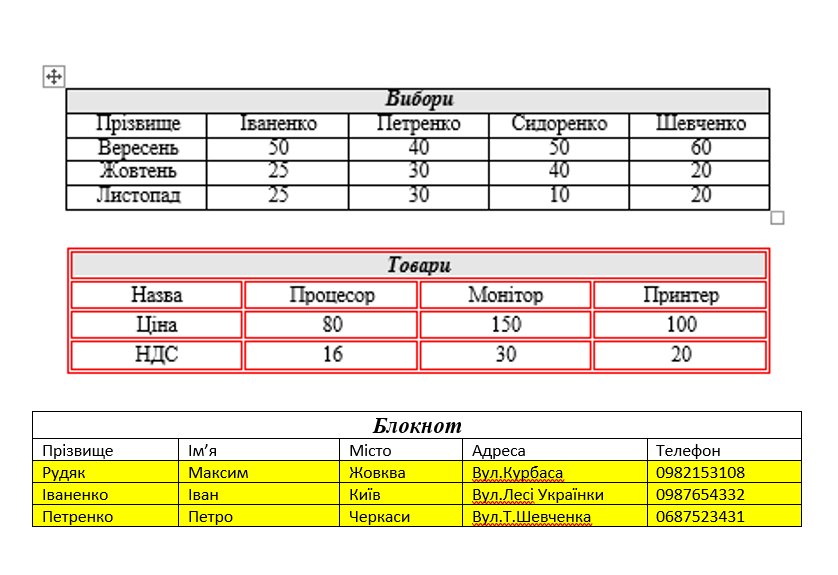 Вибори
Прізвище Іваненко Петренко Сидоренко Шевченко
Вересень 50 40 50 60
Жовтень 25 30 40 20
Листопад 25 30 10 20
Товари
Назва Процесор Монітор Принтер
Ціна 80 150 100
НДС 16 30 20
Блокнот
Прізвище Ім’я Місто Адреса Телефон
Рудяк Максим Жовква Вул.Курбаса 0982153108
Іваненко Іван Київ Вул.Лесі Українки 0987654332
Петренко Петро Черкаси Вул.Т.Шевченка 0687523431